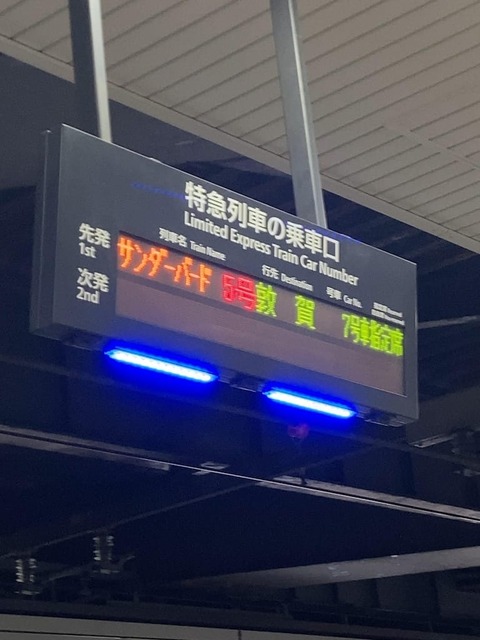 特急列車の乗車口
Limited Express Train Car Number
列車名 Train Name 行先 Destination 号車 Car No.
先発 サンダーバード 5号 敦賀 7号車指定席
1st
次発
2nd